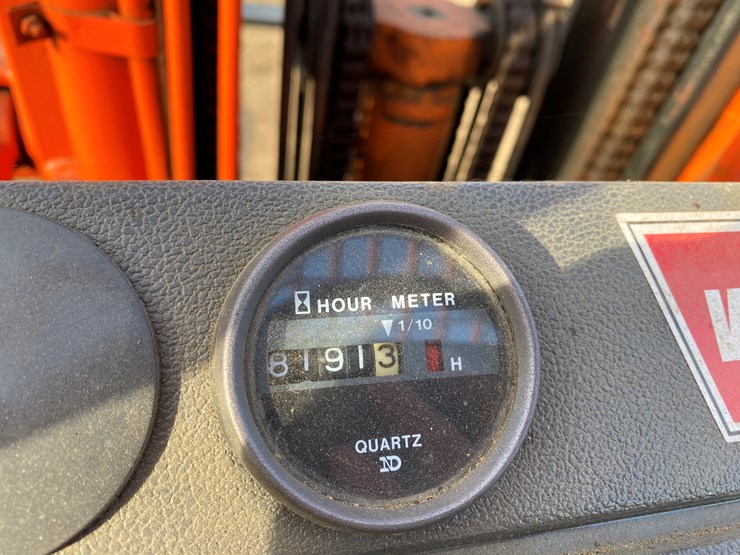 HOUR METER
▼1/10
81913 H
QUARTZ
ND